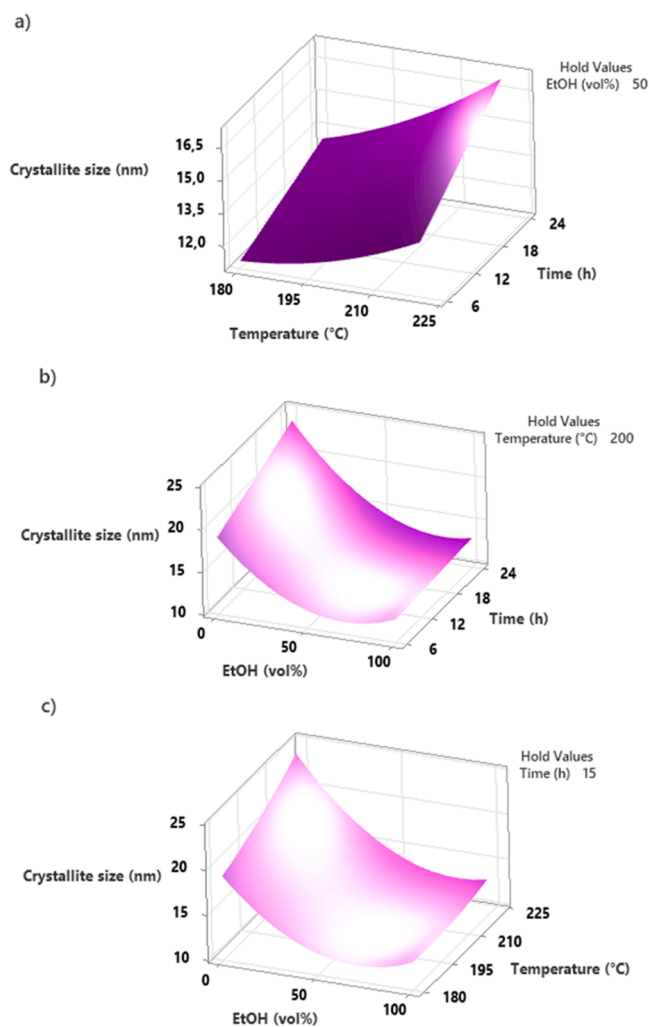 a)
Hold Values
EtOH (vol%) 50
Crystallite size (nm)
16,5
15,0
13,5
12,0
180
195
210
225
Temperature (°C)
6
12
18
24
Time (h)
b)
Hold Values
Temperature (°C) 200
Crystallite size (nm)
25
20
15
10
0
50
100
EtOH (vol%)
6
12
18
24
Time (h)
c)
Hold Values
Time (h) 15
Crystallite size (nm)
25
20
15
10
0
50
100
EtOH (vol%)
180
195
210
225
Temperature (°C)